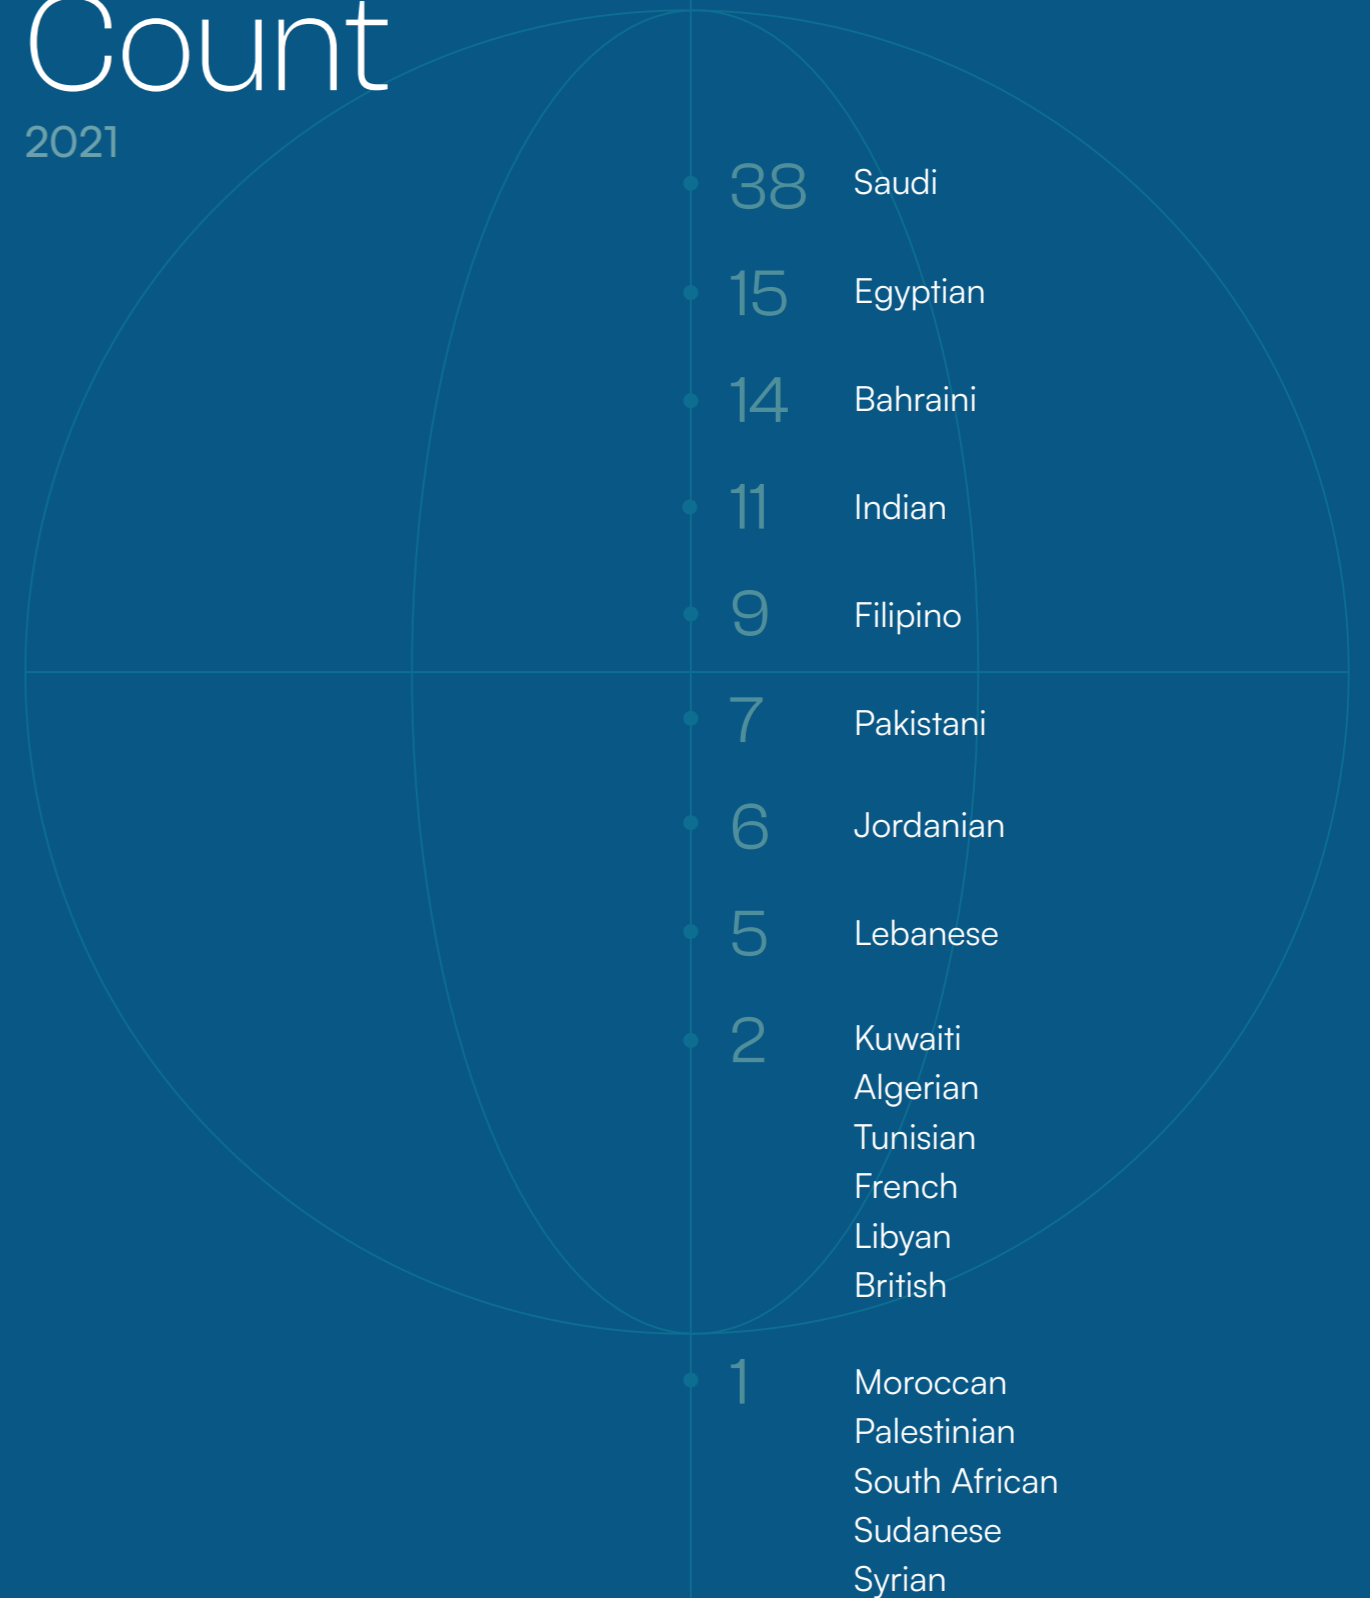 Count
2021
38 Saudi
15 Egyptian
14 Bahraini
11 Indian
9 Filipino
7 Pakistani
6 Jordanian
5 Lebanese
2 Kuwaiti
Algerian
Tunisian
French
Libyan
British
1 Moroccan
Palestinian
South African
Sudanese
Syrian